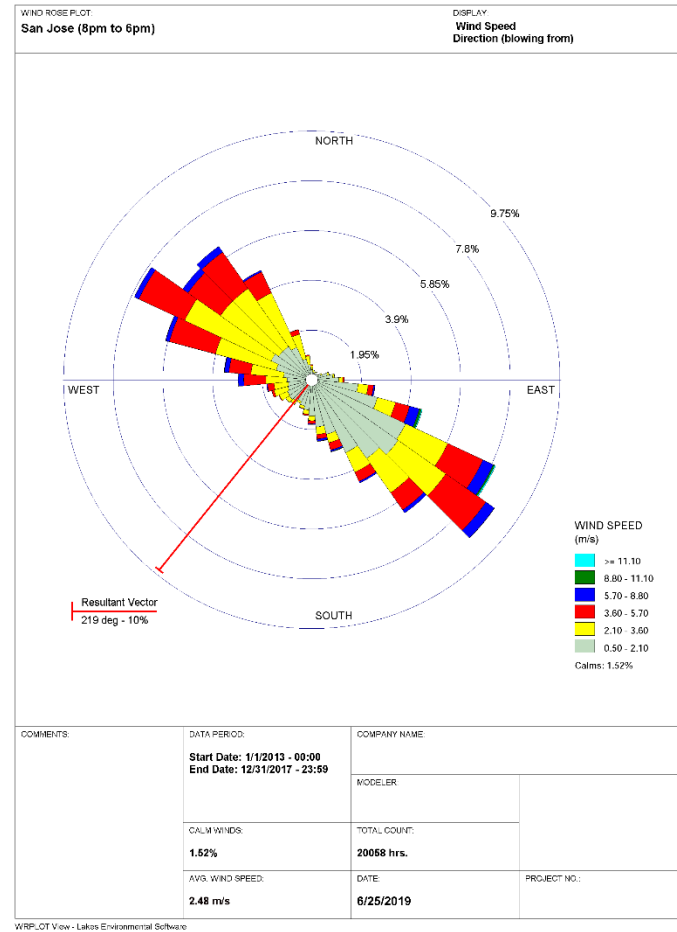 WIND ROSE PLOT:
San Jose (8pm to 6pm)
DISPLAY:
Wind Speed
Direction (blowing from)
NORTH
9.75%
7.8%
5.85%
3.9%
1.95%
WEST
EAST
SOUTH
Resultant Vector
219 deg - 10%
WIND SPEED
(m/s)
>= 11.10
8.80 - 11.10
5.70 - 8.80
3.60 - 5.70
2.10 - 3.60
0.50 - 2.10
Calms: 1.52%
COMMENTS:
DATA PERIOD:
Start Date: 1/1/2013 - 00:00
End Date: 12/31/2017 - 23:59
COMPANY NAME:
MODELER:
CALM WINDS:
1.52%
TOTAL COUNT:
20058 hrs.
AVG. WIND SPEED:
2.48 m/s
DATE:
6/25/2019
PROJECT NO.:
WRPLOT View - Lakes Environmental Software